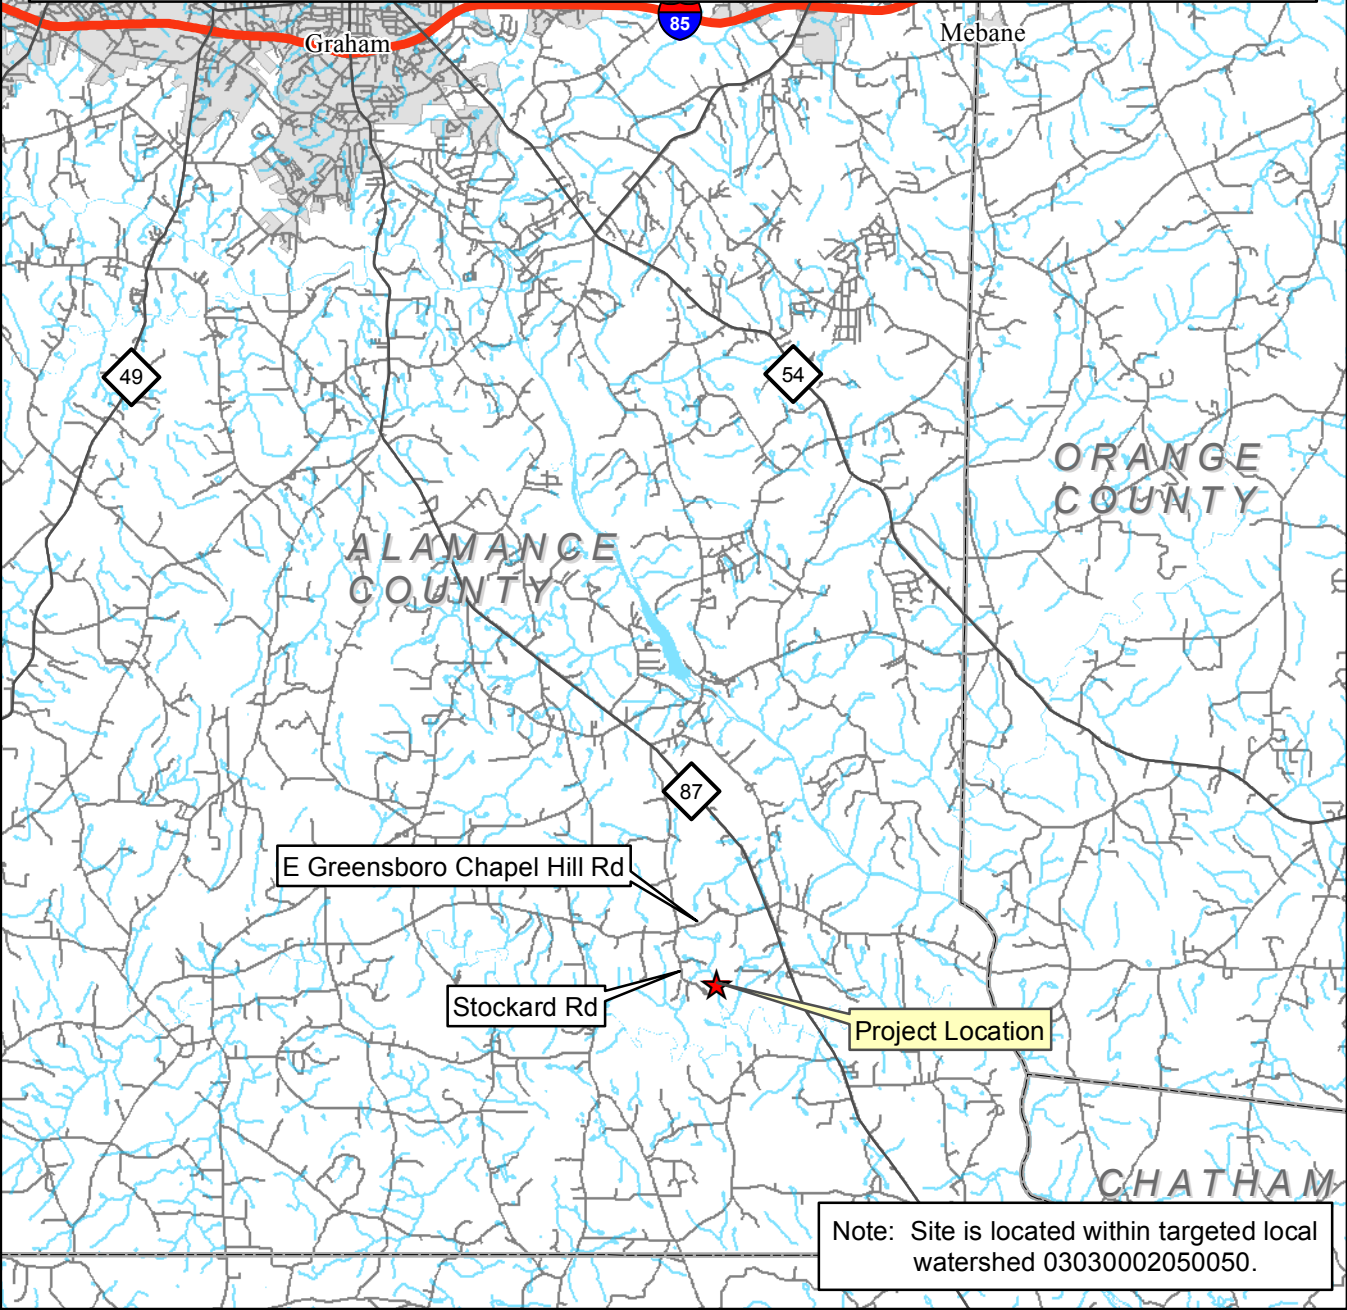 85
Graham
Mebane
49
54
ORANGE
COUNTY
ALAMANCE
COUNTY
87
E Greensboro Chapel Hill Rd
Stockard Rd
Project Location
CHATHAM
Note: Site is located within targeted local
watershed 03030002050050.